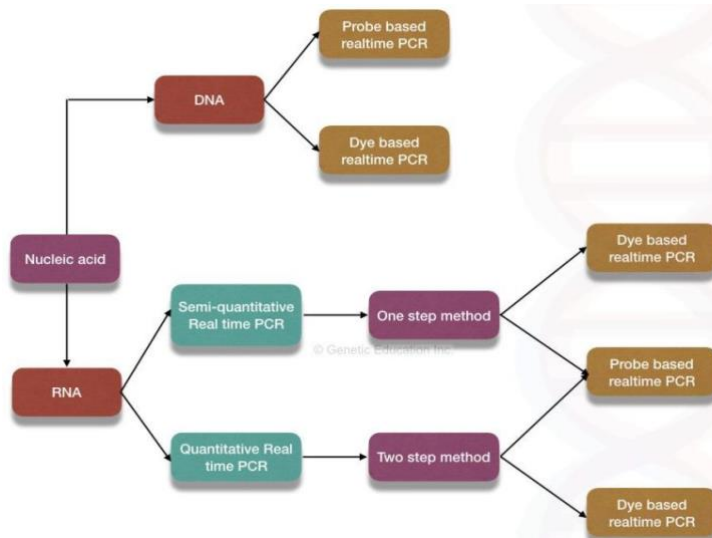 Probe based
realtime PCR
DNA
Dye based
realtime PCR
Nucleic acid
Dye based
realtime PCR
Semi-quantitative
Real time PCR
One step method
© Genetic Education Inc.
Probe based
realtime PCR
RNA
Quantitative Real
time PCR
Two step method
Dye based
realtime PCR